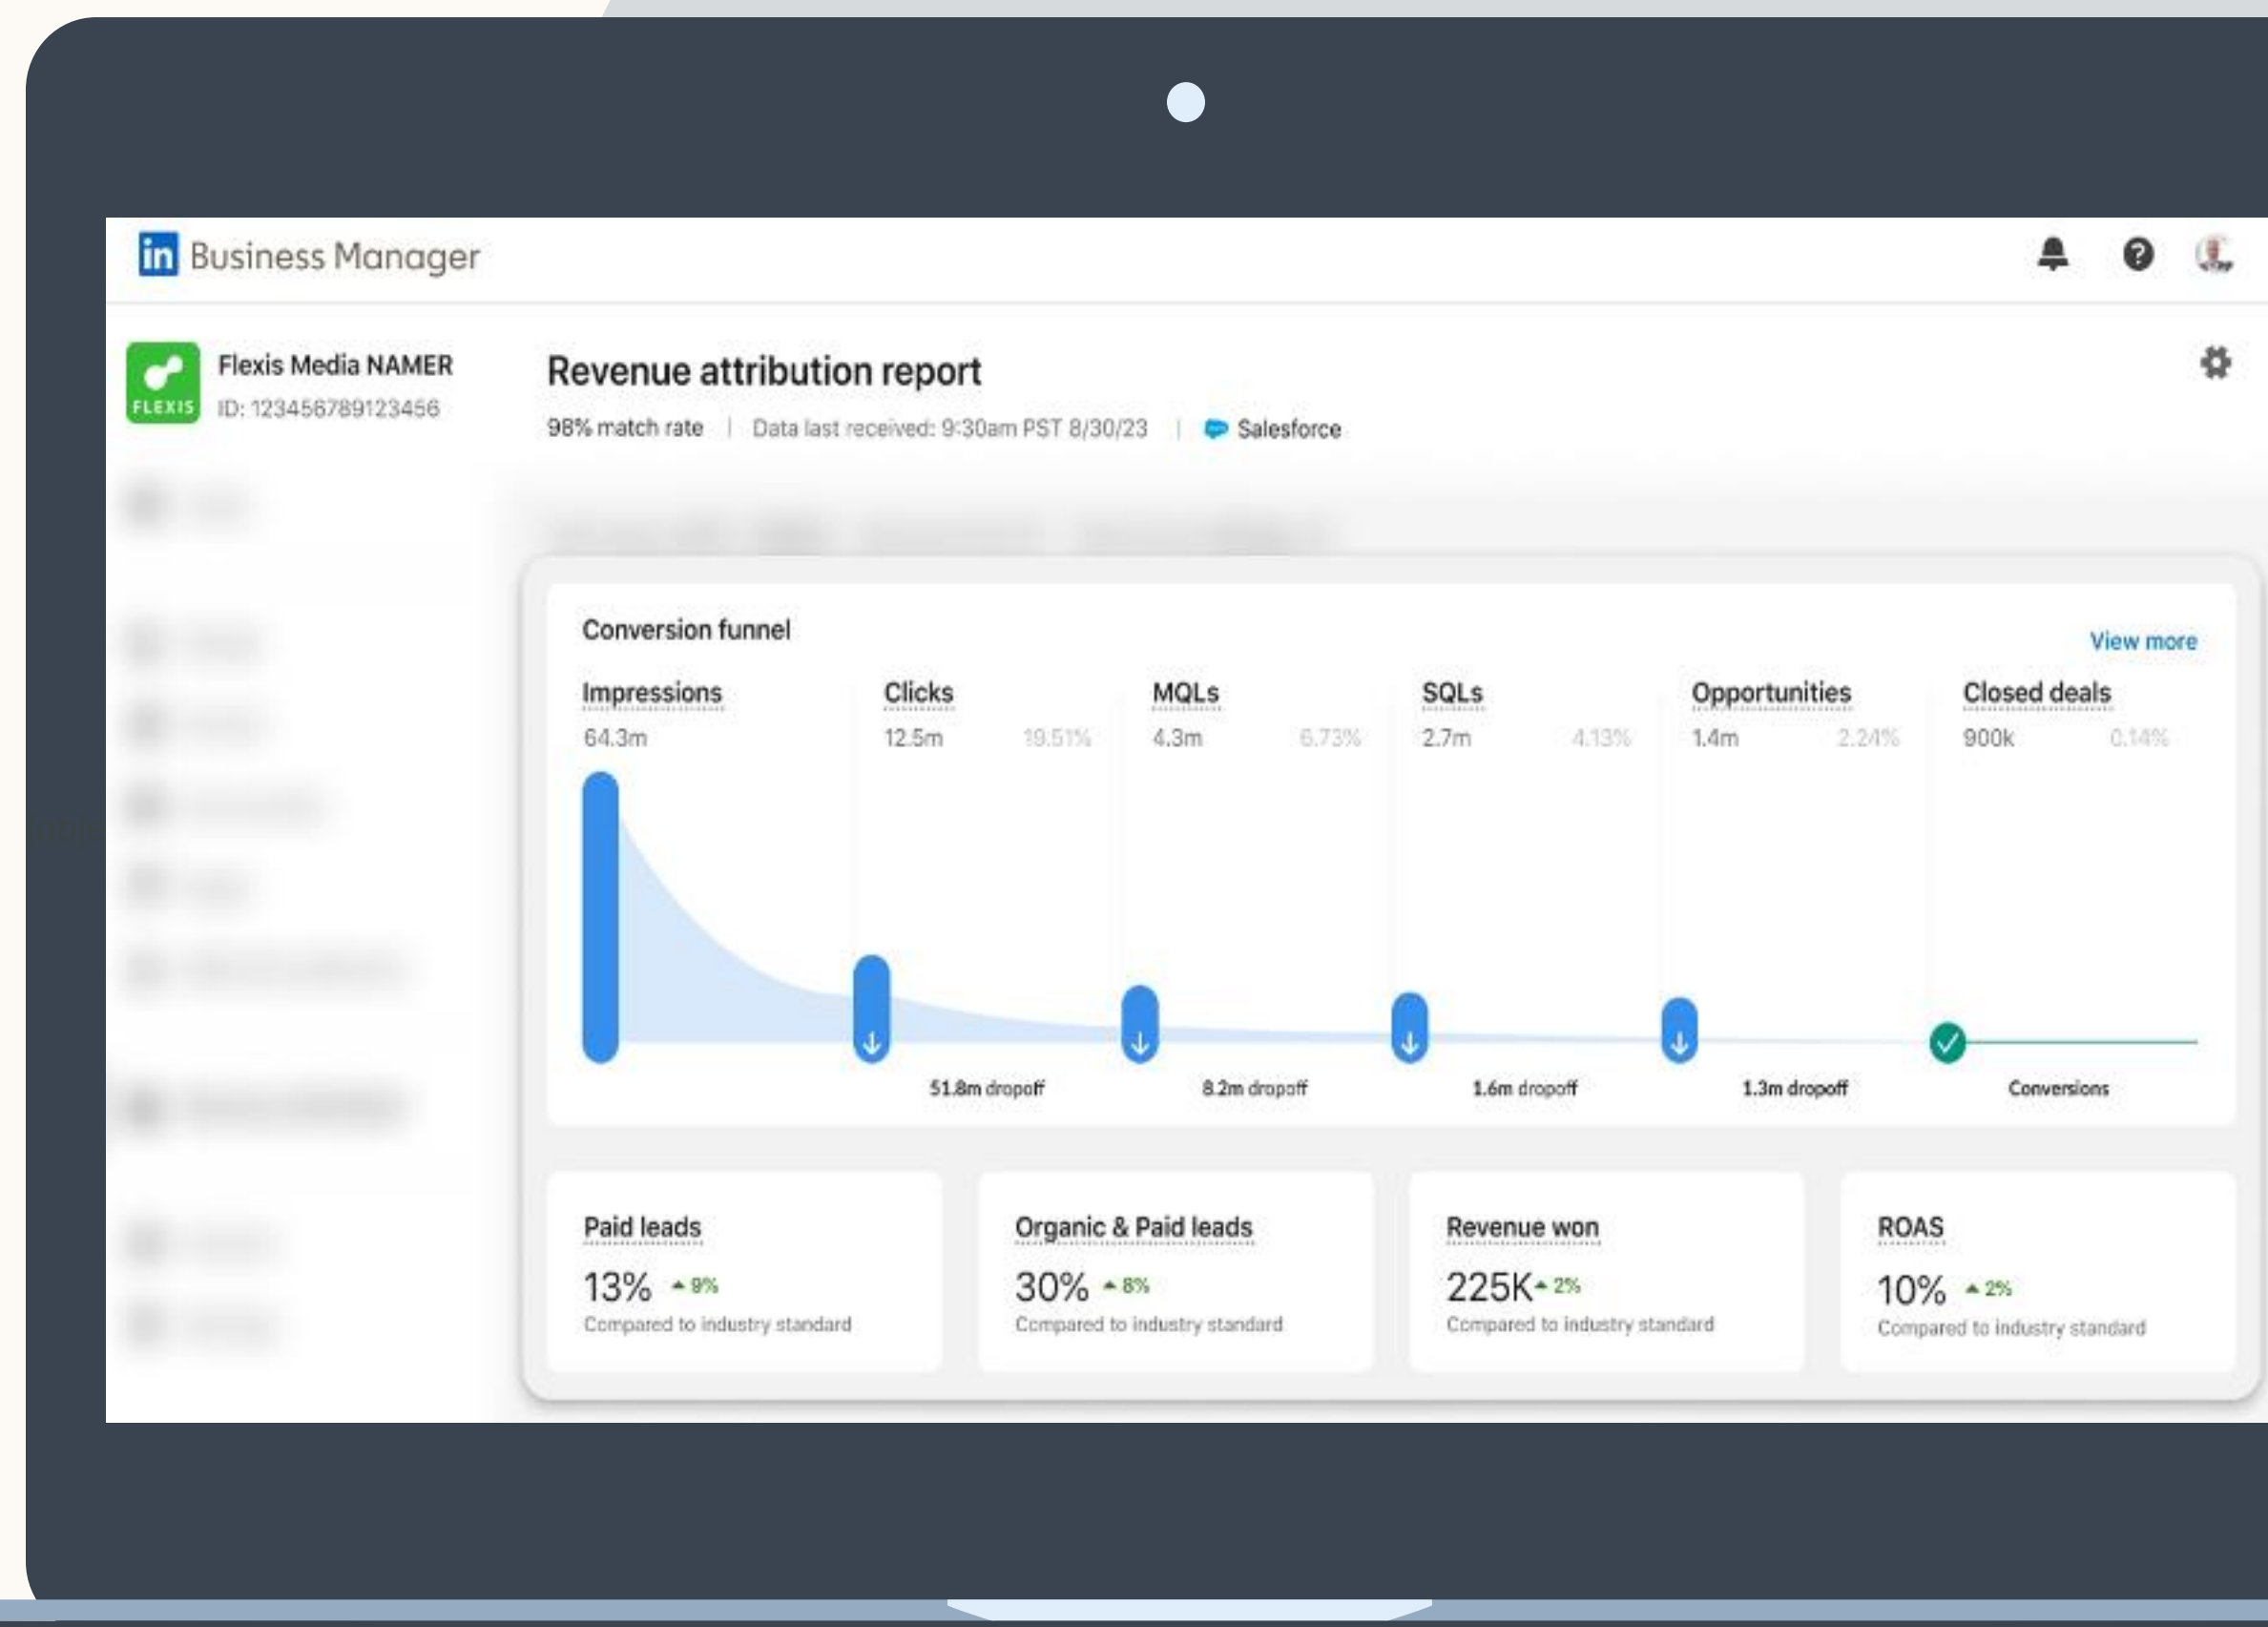 in Business Manager
FLEXIS
Flexis Media NAMER
ID: 123456789123456
Revenue attribution report
98% match rate | Data last received: 9:30am PST 8/30/23 | Salesforce
Conversion funnel
View more
Impressions Clicks MQLs SQLs Opportunities Closed deals
64.3m 12.5m 19.51% 4.3m 6.73% 2.7m 4.13% 1.4m 2.24% 900k 0.14%
51.8m dropoff 8.2m dropoff 1.6m dropoff 1.3m dropoff Conversions
Paid leads Organic & Paid leads Revenue won ROAS
13% 9% 30% 8% 225K 2% 10% 2%
Compared to industry standard Compared to industry standard Compared to industry standard Compared to industry standard